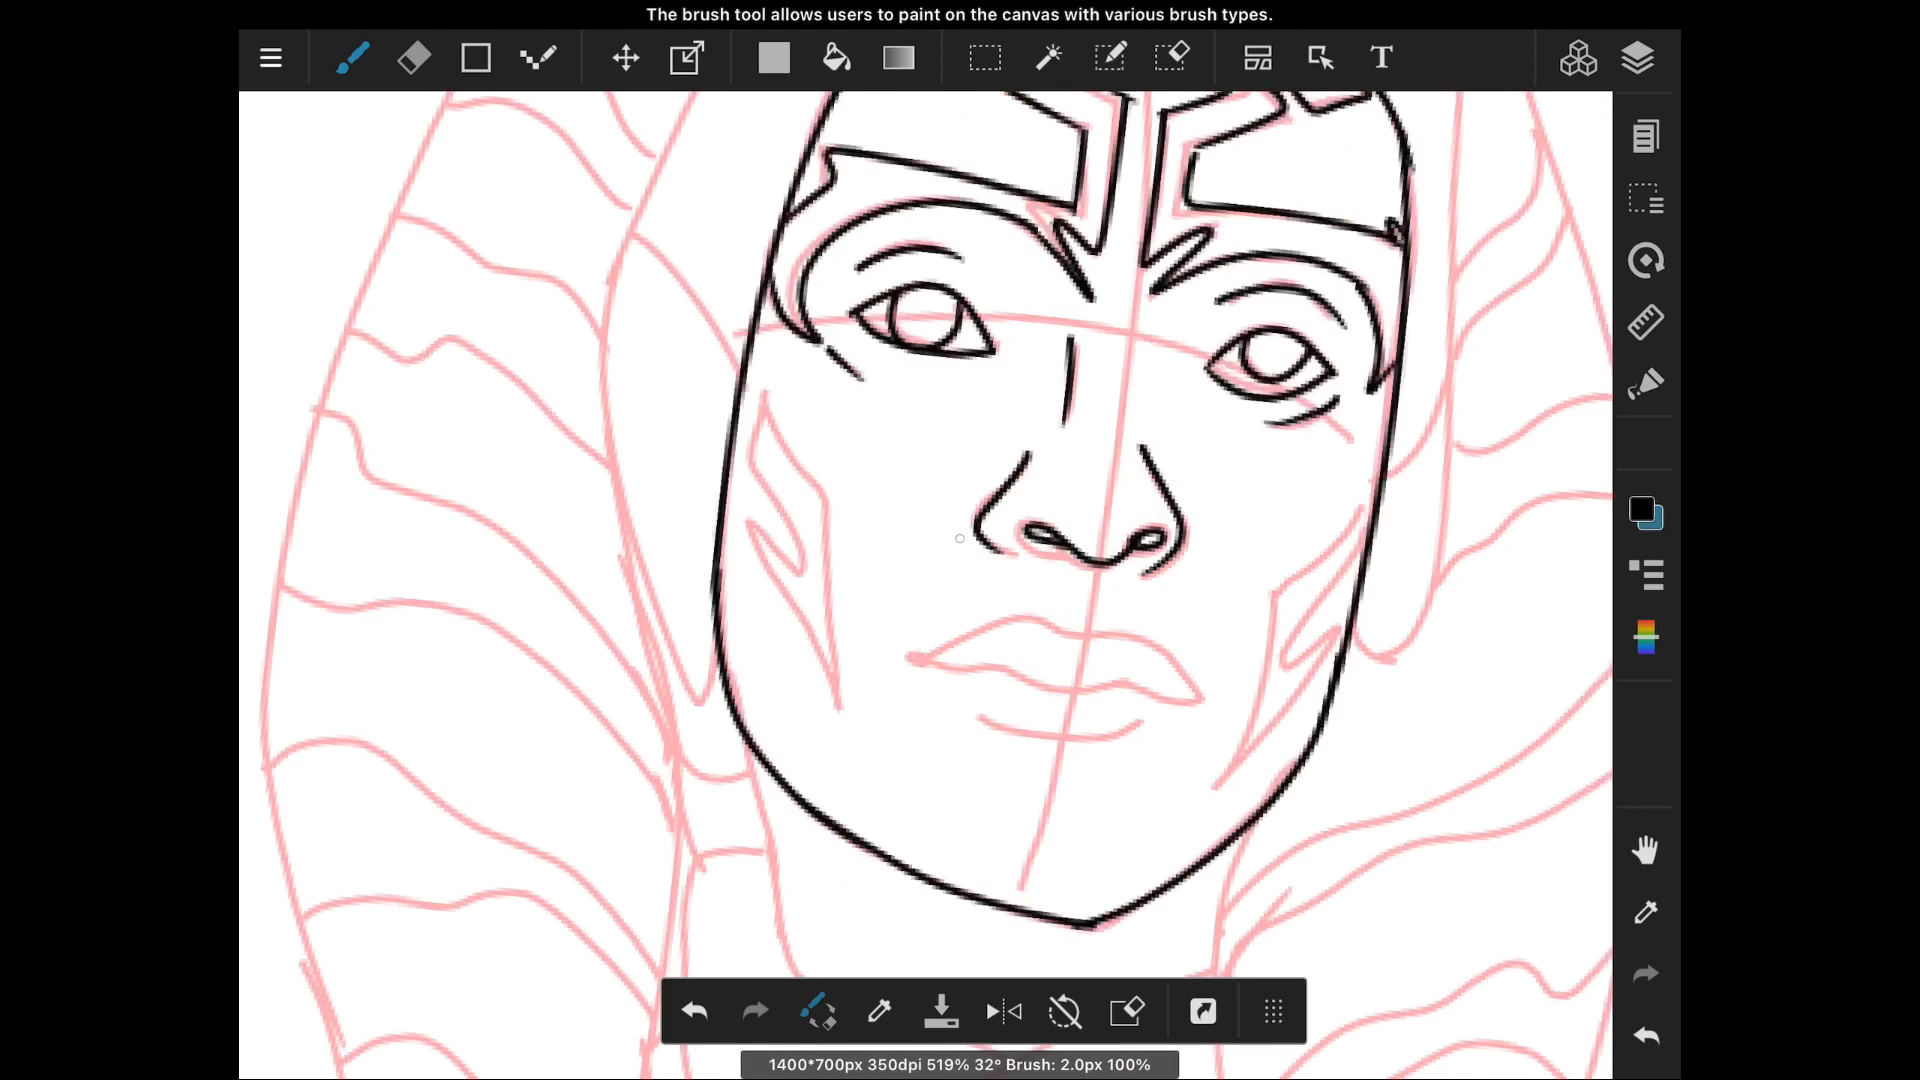 The brush tool allows users to paint on the canvas with various brush types.
T
1400*700px 350dpi 519% 32° Brush: 2.0px 100%